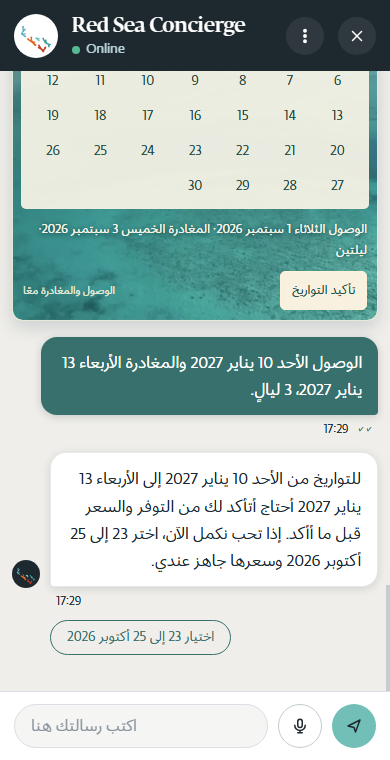 Red Sea Concierge
Online
6 7 8 9 10 11 12
13 14 15 16 17 18 19
20 21 22 23 24 25 26
27 28 29 30
الوصول الثلاثاء 1 سبتمبر 2026· المغادرة الخميس 3 سبتمبر 2026·
ليلتين
تأكيد التواريخ
الوصول والمغادرة معًا
الوصول الأحد 10 يناير 2027 والمغادرة الأربعاء 13
يناير 2027، 3 ليالٍ.
17:29
للتواريخ من الأحد 10 يناير 2027 إلى الأربعاء 13
يناير 2027 أحتاج أتأكد لك من التوفر والسعر
قبل ما أأكد. إذا تحب نكمل الآن، اختر 23 إلى 25
أكتوبر 2026 وسعرها جاهز عندي.
17:29
اختيار 23 إلى 25 أكتوبر 2026
اكتب رسالتك هنا